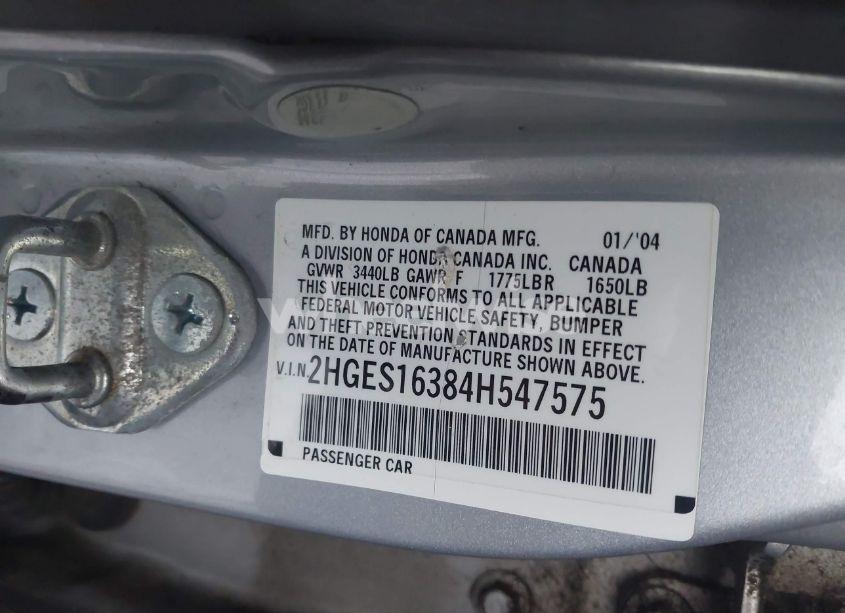 MFD. BY HONDA OF CANADA MFG. 01/'04
A DIVISION OF HONDA CANADA INC. CANADA
GVWR 3440LB GAWR F 1775LBR 1650LB
THIS VEHICLE CONFORMS TO ALL APPLICABLE
FEDERAL MOTOR VEHICLE SAFETY, BUMPER
AND THEFT PREVENTION STANDARDS IN EFFECT
ON THE DATE OF MANUFACTURE SHOWN ABOVE.
V.I.N. 2HGES16384H547575
PASSENGER CAR